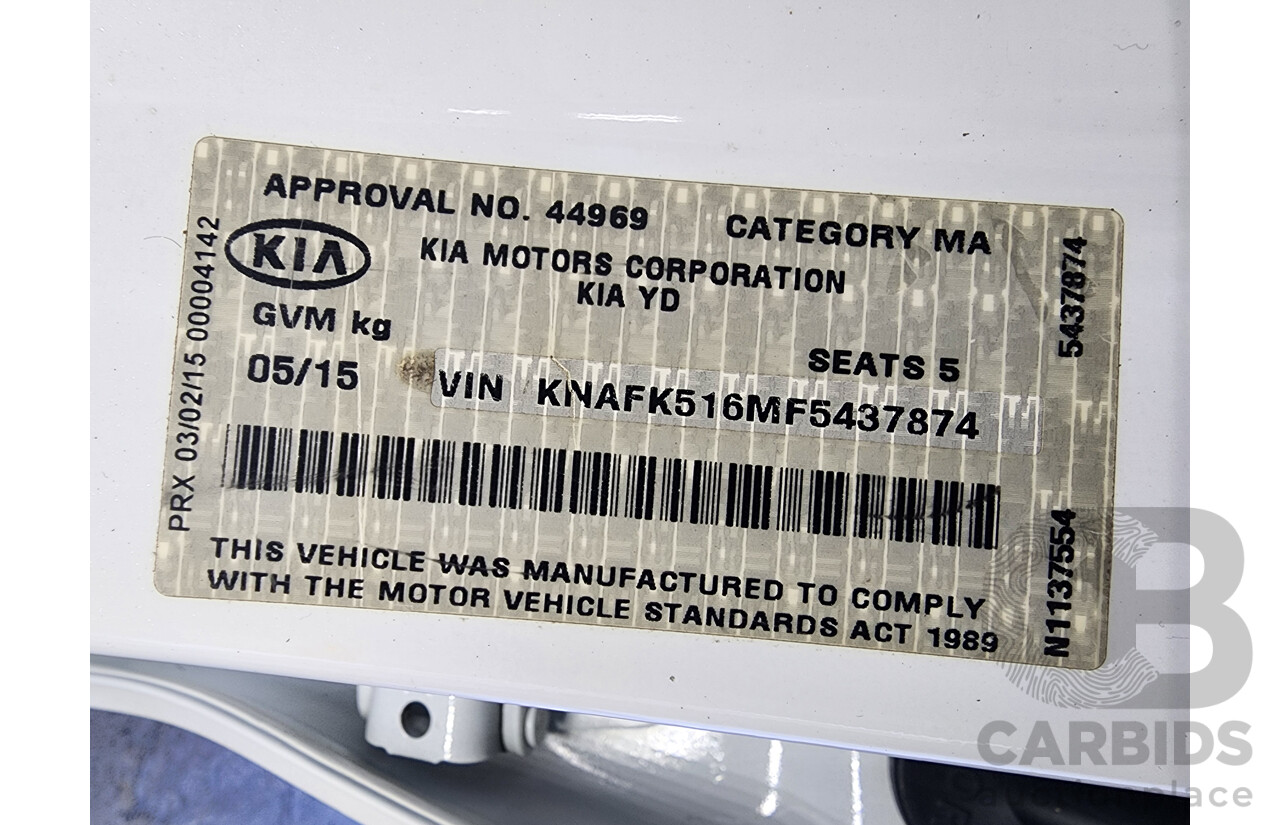 APPROVAL NO. 44969 CATEGORY MA
KIA
KIA MOTORS CORPORATION
KIA YD
GVM kg
05/15
SEATS 5
VIN KNAFK516MF5437874
THIS VEHICLE WAS MANUFACTURED TO COMPLY
WITH THE MOTOR VEHICLE STANDARDS ACT 1989
PRX 03/02/15 00004142
5437874
N1137554
B
CARBIDS